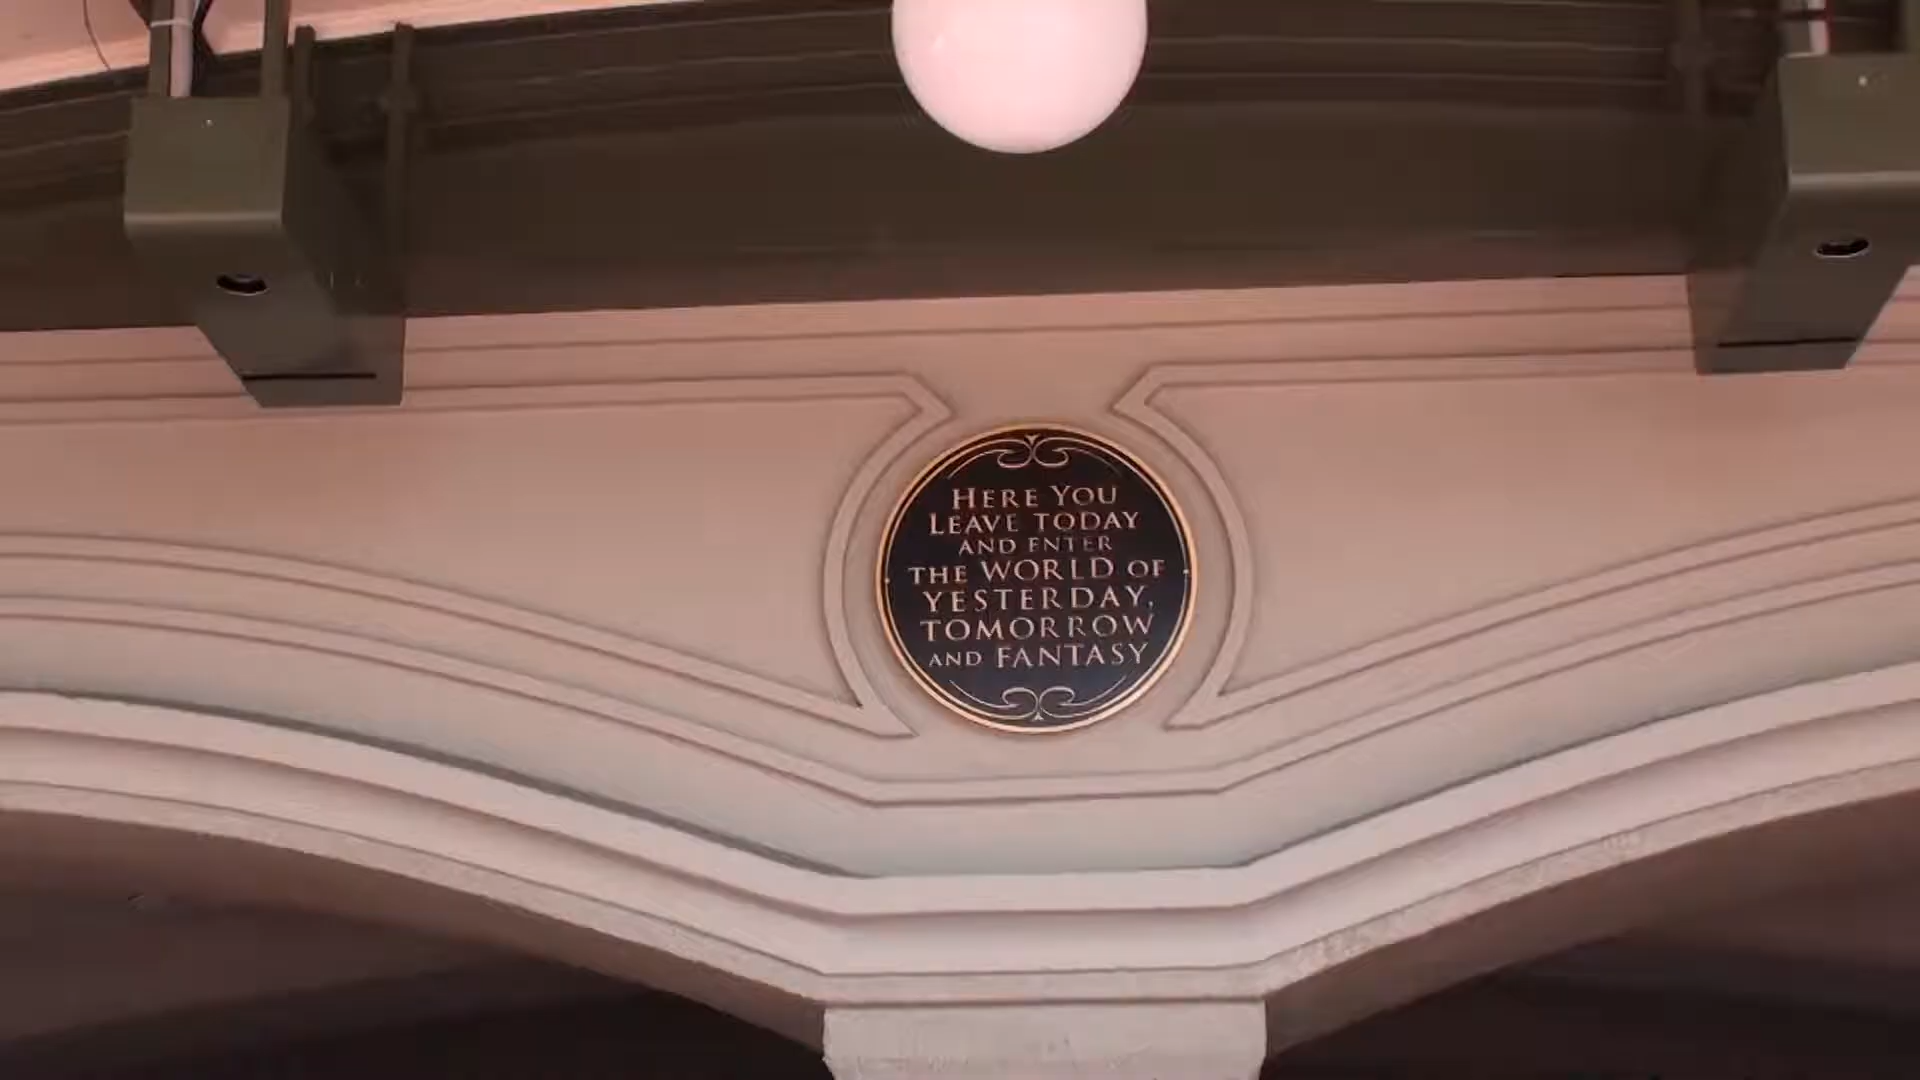 HERE YOU
LEAVE TODAY
AND ENTER
THE WORLD OF
YESTERDAY,
TOMORROW
AND FANTASY